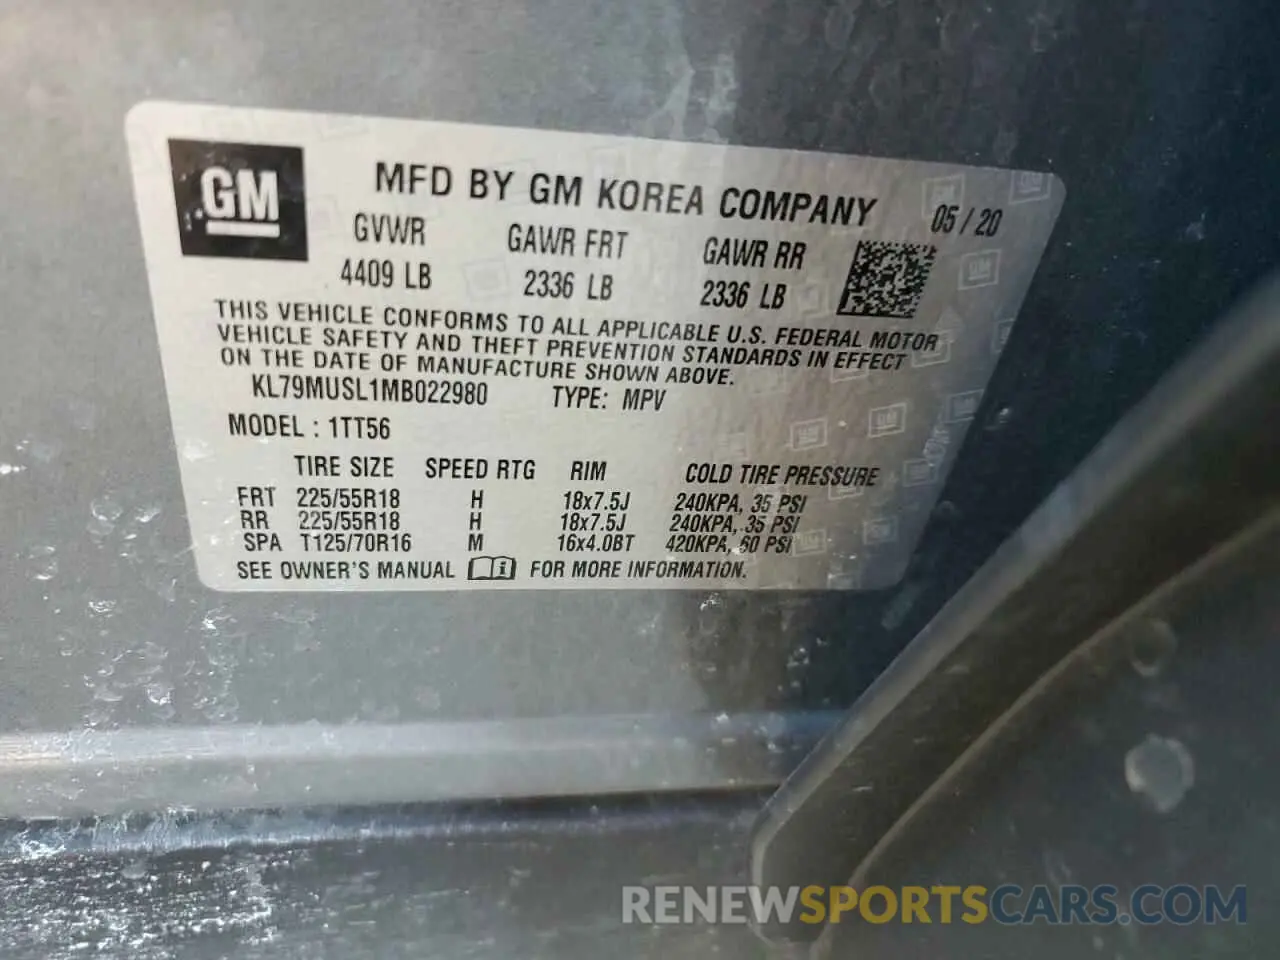 GM
MFD BY GM KOREA COMPANY 05 / 20
GVWR GAWR FRT GAWR RR
4409 LB 2336 LB 2336 LB
THIS VEHICLE CONFORMS TO ALL APPLICABLE U.S. FEDERAL MOTOR
VEHICLE SAFETY AND THEFT PREVENTION STANDARDS IN EFFECT
ON THE DATE OF MANUFACTURE SHOWN ABOVE.
KL79MUSL1MB022980 TYPE: MPV
MODEL : 1TT56
TIRE SIZE SPEED RTG RIM COLD TIRE PRESSURE
FRT 225/55R18 H 18x7.5J 240KPA, 35 PSI
RR 225/55R18 H 18x7.5J 240KPA, 35 PSI
SPA T125/70R16 M 16x4.0BT 420KPA, 60 PSI
SEE OWNER'S MANUAL FOR MORE INFORMATION.
RENEWSPORTSCARS.COM